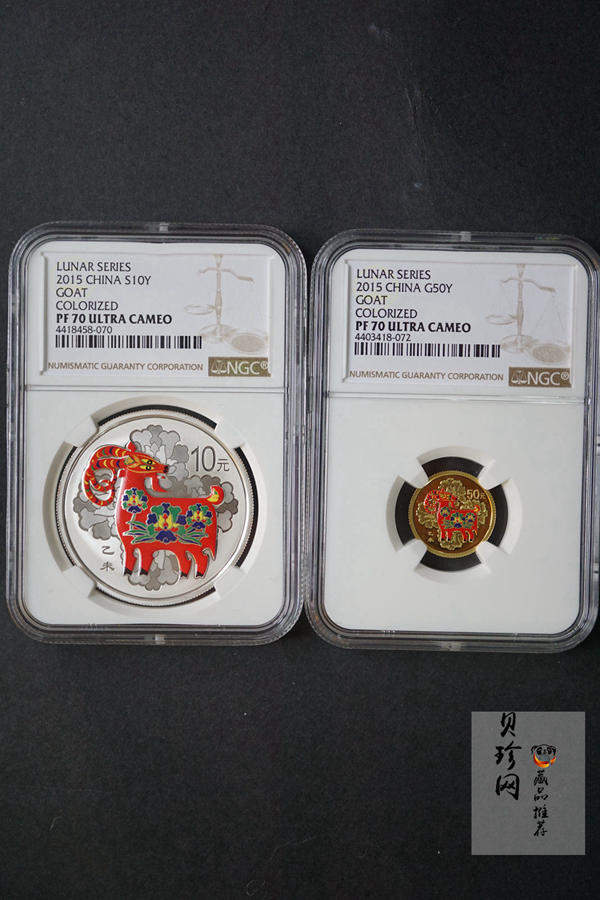 LUNAR SERIES
2015 CHINA S10Y
GOAT
COLORIZED
PF 70 ULTRA CAMEO
4418458-070
NUMISMATIC GUARANTY CORPORATION
NGC®
10元
乙未
LUNAR SERIES
2015 CHINA G50Y
GOAT
COLORIZED
PF 70 ULTRA CAMEO
4403418-072
NUMISMATIC GUARANTY CORPORATION
NGC®
50元
乙未
贝珍网
藏品推荐